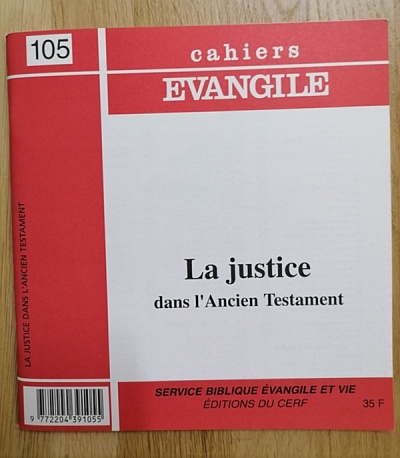 105
cahiers
EVANGILE
LA JUSTICE DANS L'ANCIEN TESTAMENT
La justice
dans l'Ancien Testament
SERVICE BIBLIQUE ÉVANGILE ET VIE
ÉDITIONS DU CERF
35 F
9 772204 391055